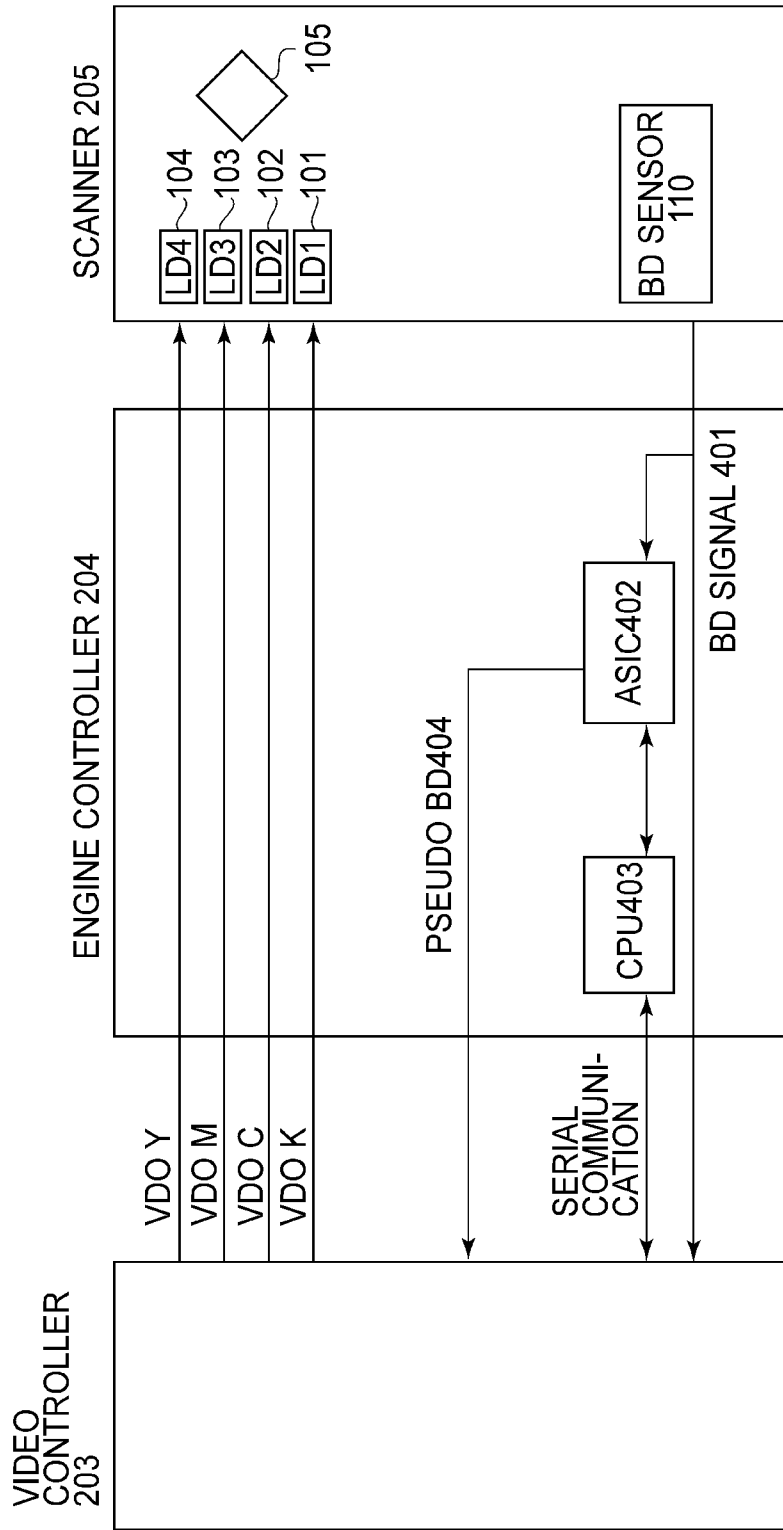 VIDEO
CONTROLLER
203
ENGINE CONTROLLER 204
SCANNER 205
VDO Y
VDO M
VDO C
VDO K
LD4
104
LD3
103
LD2
102
LD1
101
105
PSEUDO BD404
SERIAL
COMMUNI-
CATION
CPU403
ASIC402
BD SIGNAL 401
BD SENSOR
110